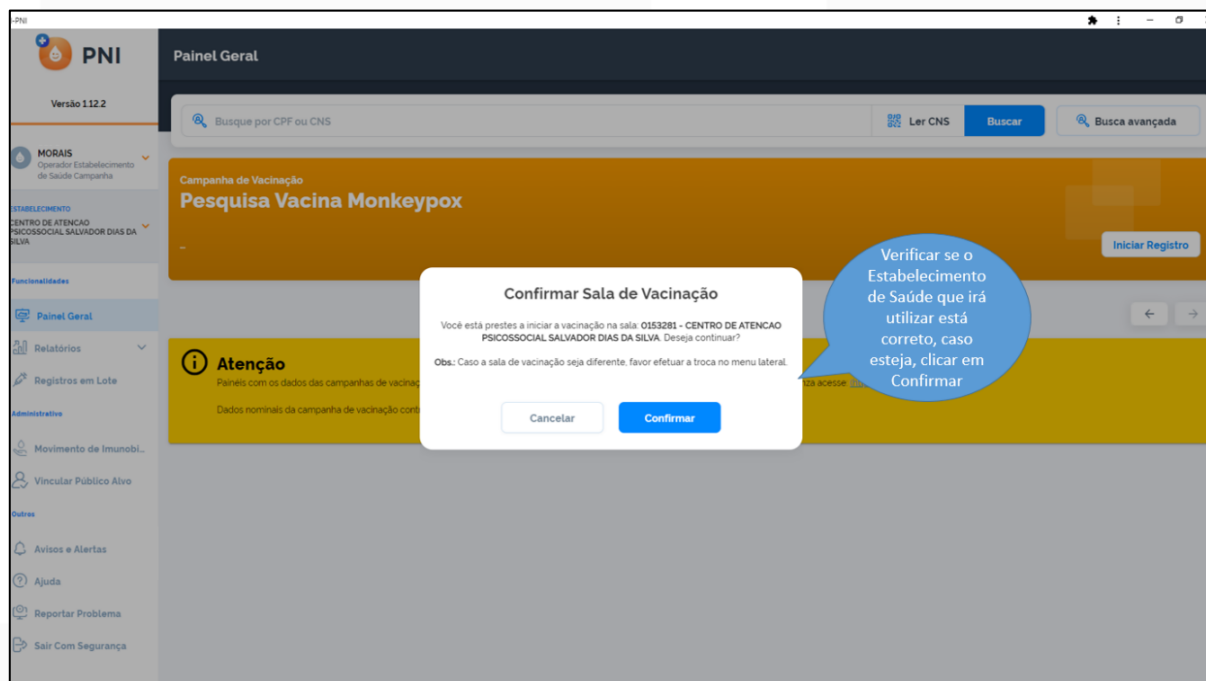 -PNI
PNI
Versão 1.12.2
MORAIS
Operador Estabelecimento
de Saúde Campanha
ESTABELECIMENTO
CENTRO DE ATENCAO
PSICOSSOCIAL SALVADOR DIAS DA
SILVA
Funcionalidades
Painel Geral
Relatórios
Registros em Lote
Administrativo
Movimento de Imunobi...
Vincular Público Alvo
Outros
Avisos e Alertas
Ajuda
Reportar Problema
Sair Com Segurança
Painel Geral
Busque por CPF ou CNS
Ler CNS
Buscar
Busca avançada
Campanha de Vacinação
Pesquisa Vacina Monkeypox
-
Iniciar Registro
Atenção
Painéis com os dados das campanhas de vacinaç
nza acesse:
Dados nominais da campanha de vacinação cont
Confirmar Sala de Vacinação
Você está prestes a iniciar a vacinação na sala: 0153281 - CENTRO DE ATENCAO
PSICOSSOCIAL SALVADOR DIAS DA SILVA. Deseja continuar?
Obs.: Caso a sala de vacinação seja diferente, favor efetuar a troca no menu lateral.
Cancelar
Confirmar
Verificar se o
Estabelecimento
de Saúde que irá
utilizar está
correto, caso
esteja, clicar em
Confirmar